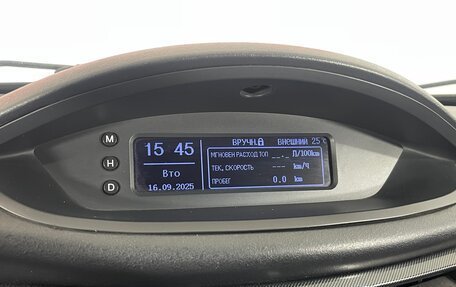 M
H
D
15 45
Вто
16.09.2025
ВРУЧН. ВНЕШНИЙ 25°C
МГНОВЕН РАСХОД ТОП --.- Л/100km
ТЕК. СКОРОСТЬ --- km/Ч
ПРОБЕГ 0.0 km